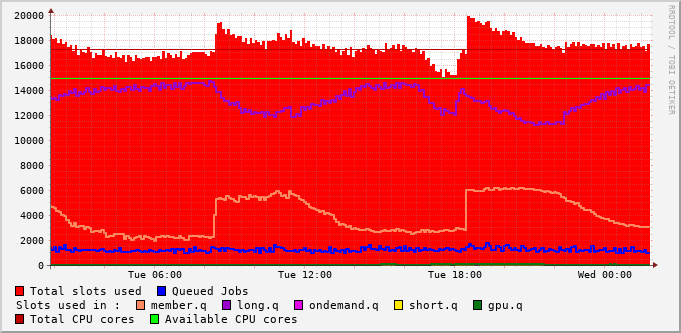 20000
18000
16000
14000
12000
10000
8000
6000
4000
2000
0
Tue 06:00 Tue 12:00 Tue 18:00 Wed 00:00
RRDTOOL / TOBI OETIKER
Total slots used Queued Jobs
Slots used in : member.q long.q ondemand.q short.q gpu.q
Total CPU cores Available CPU cores